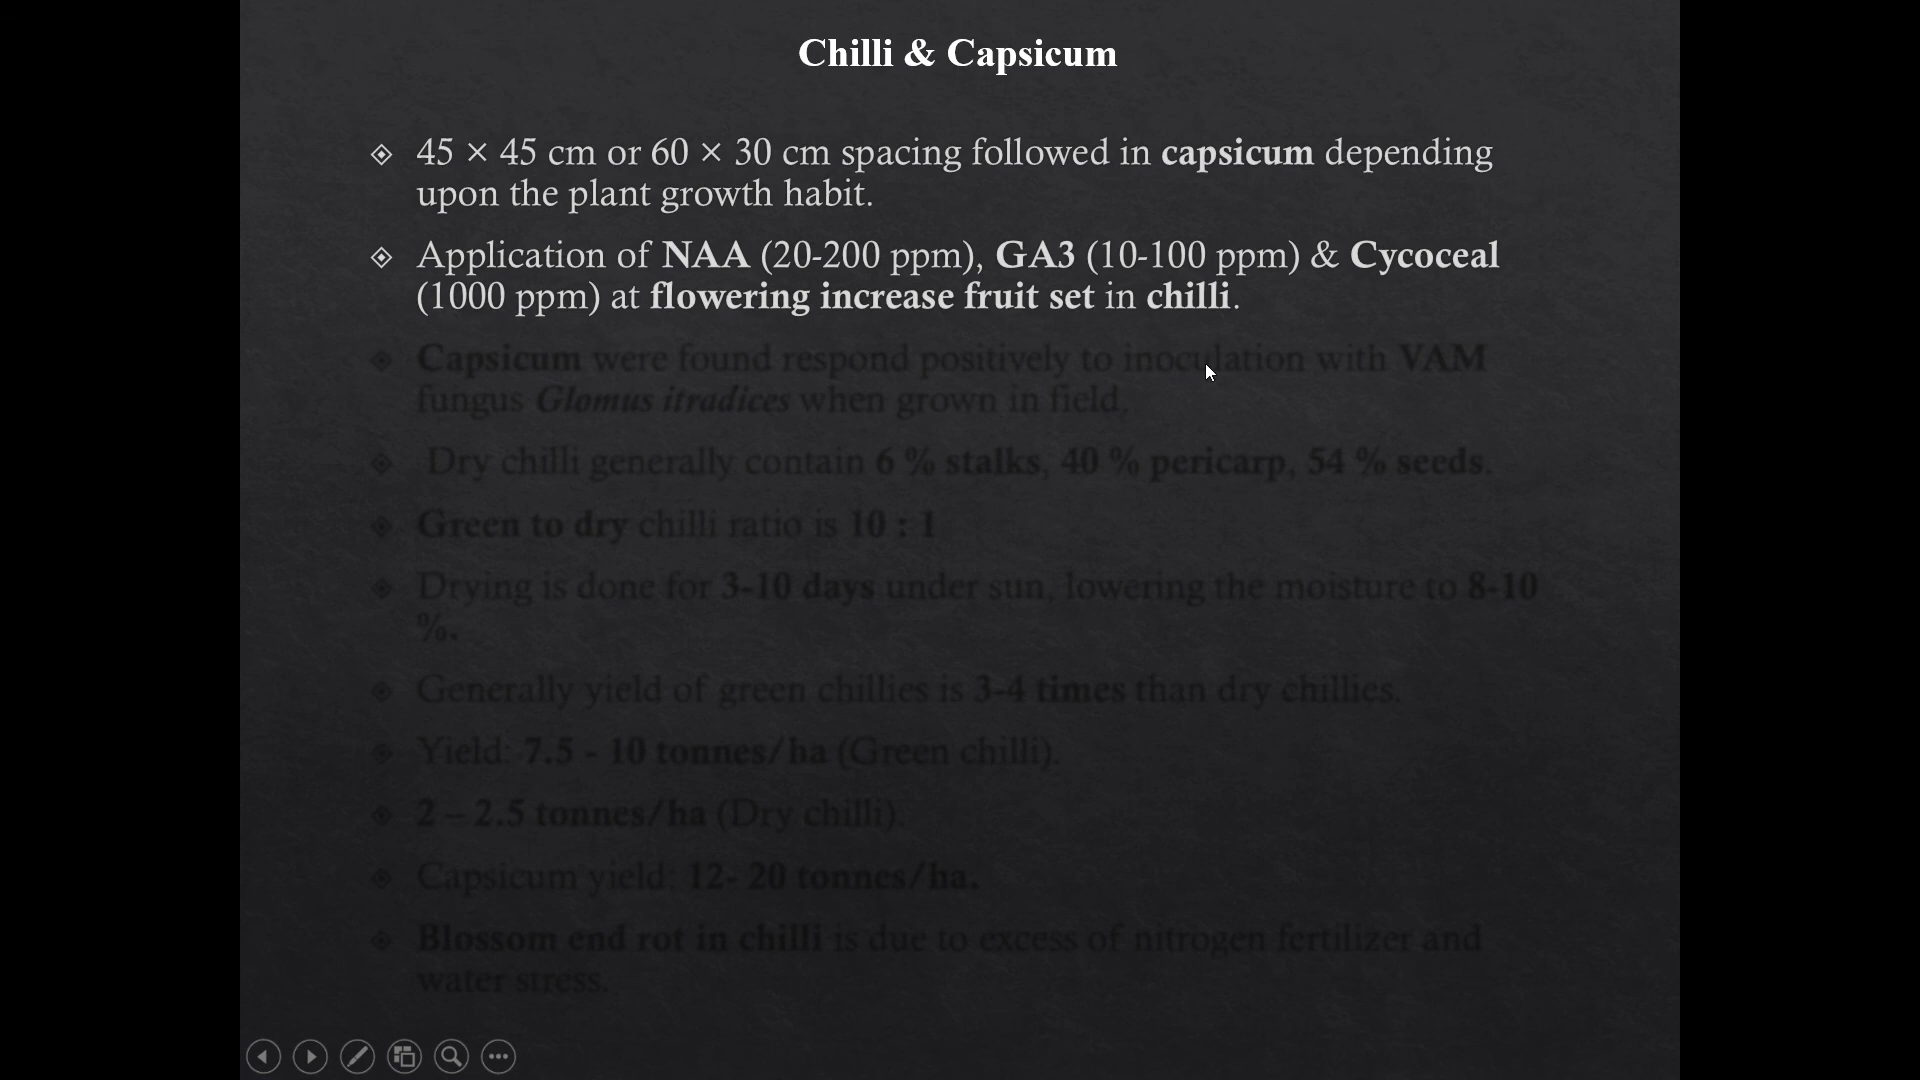 Chilli & Capsicum
45 × 45 cm or 60 × 30 cm spacing followed in capsicum depending
upon the plant growth habit.
Application of NAA (20-200 ppm), GA3 (10-100 ppm) & Cycoceal
(1000 ppm) at flowering increase fruit set in chilli.
Capsicum were found respond positively to inoculation with VAM
fungus Glomus itradices when grown in field.
Dry chilli generally contain 6 % stalks, 40 % pericarp, 54 % seeds.
Green to dry chilli ratio is 10 : 1
Drying is done for 3-10 days under sun, lowering the moisture to 8-10
%.
Generally yield of green chillies is 3-4 times than dry chillies.
Yield: 7.5 - 10 tonnes/ha (Green chilli).
2 – 2.5 tonnes/ha (Dry chilli).
Capsicum yield: 12- 20 tonnes/ha.
Blossom end rot in chilli is due to excess of nitrogen fertilizer and
water stress.